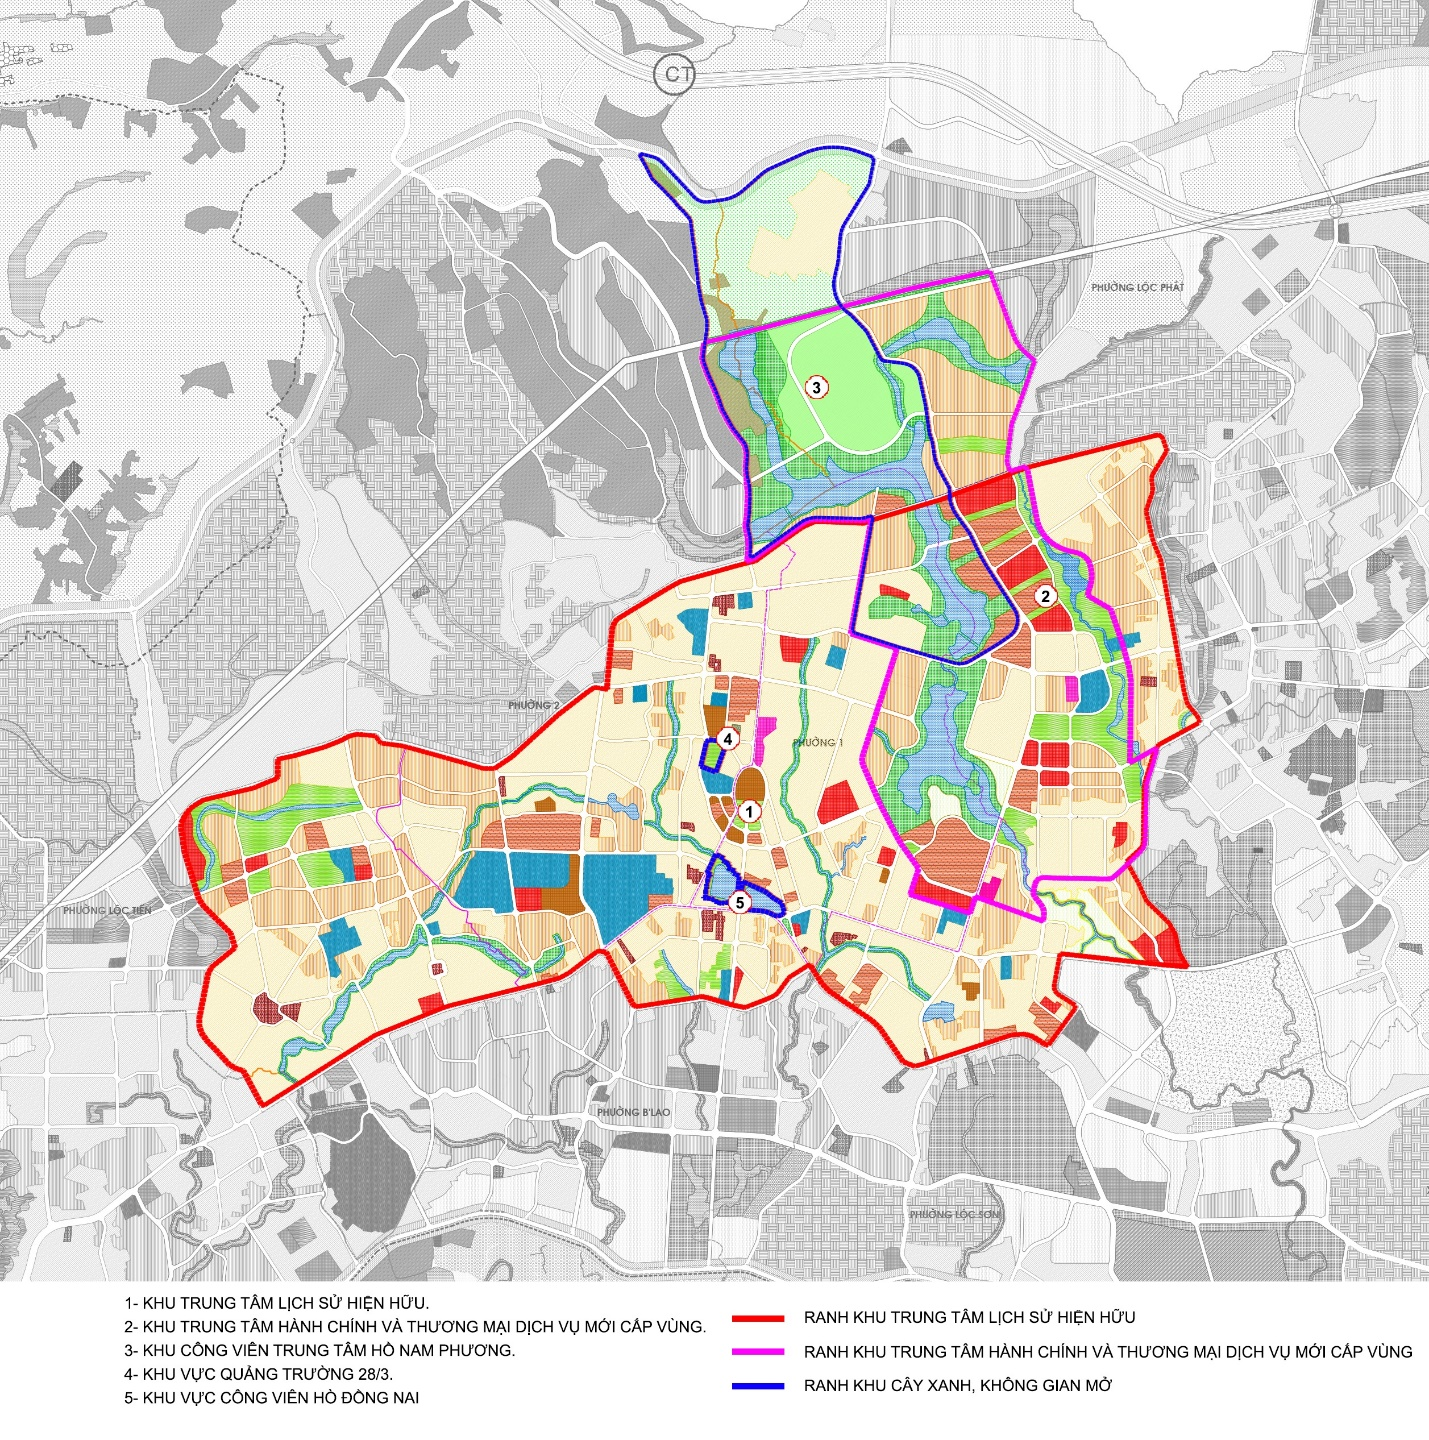 CT
PHƯỜNG LỘC PHÁT
3
2
PHƯỜNG 2
4
PHƯỜNG 1
1
5
PHƯỜNG LỘC TIẾN
PHƯỜNG B'LAO
PHƯỜNG LỘC SƠN
1- KHU TRUNG TÂM LỊCH SỬ HIỆN HỮU.
2- KHU TRUNG TÂM HÀNH CHÍNH VÀ THƯƠNG MẠI DỊCH VỤ MỚI CẤP VÙNG.
3- KHU CÔNG VIÊN TRUNG TÂM HỒ NAM PHƯƠNG.
4- KHU VỰC QUẢNG TRƯỜNG 28/3.
5- KHU VỰC CÔNG VIÊN HỒ ĐỒNG NAI
RANH KHU TRUNG TÂM LỊCH SỬ HIỆN HỮU
RANH KHU TRUNG TÂM HÀNH CHÍNH VÀ THƯƠNG MẠI DỊCH VỤ MỚI CẤP VÙNG
RANH KHU CÂY XANH, KHÔNG GIAN MỞ